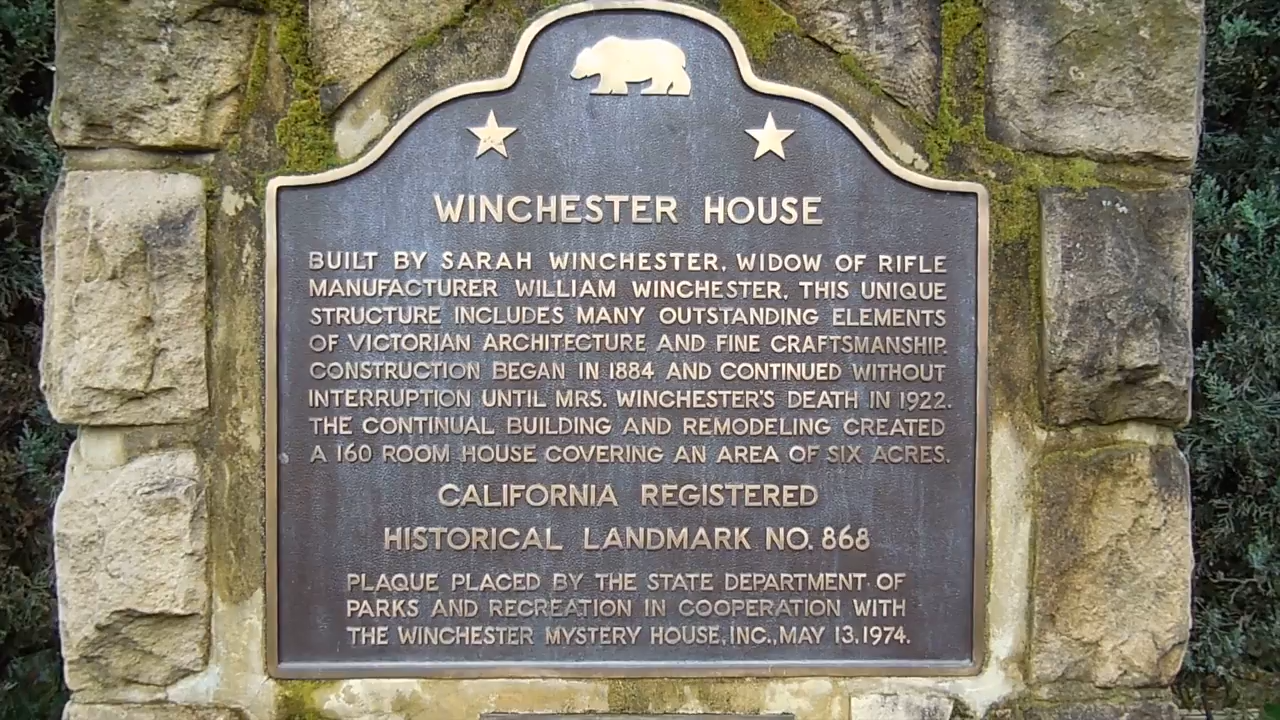 WINCHESTER HOUSE
BUILT BY SARAH WINCHESTER, WIDOW OF RIFLE
MANUFACTURER WILLIAM WINCHESTER, THIS UNIQUE
STRUCTURE INCLUDES MANY OUTSTANDING ELEMENTS
OF VICTORIAN ARCHITECTURE AND FINE CRAFTSMANSHIP.
CONSTRUCTION BEGAN IN 1884 AND CONTINUED WITHOUT
INTERRUPTION UNTIL MRS. WINCHESTER'S DEATH IN 1922.
THE CONTINUAL BUILDING AND REMODELING CREATED
A 160 ROOM HOUSE COVERING AN AREA OF SIX ACRES.
CALIFORNIA REGISTERED
HISTORICAL LANDMARK NO. 868
PLAQUE PLACED BY THE STATE DEPARTMENT OF
PARKS AND RECREATION IN COOPERATION WITH
THE WINCHESTER MYSTERY HOUSE, INC., MAY 13, 1974.